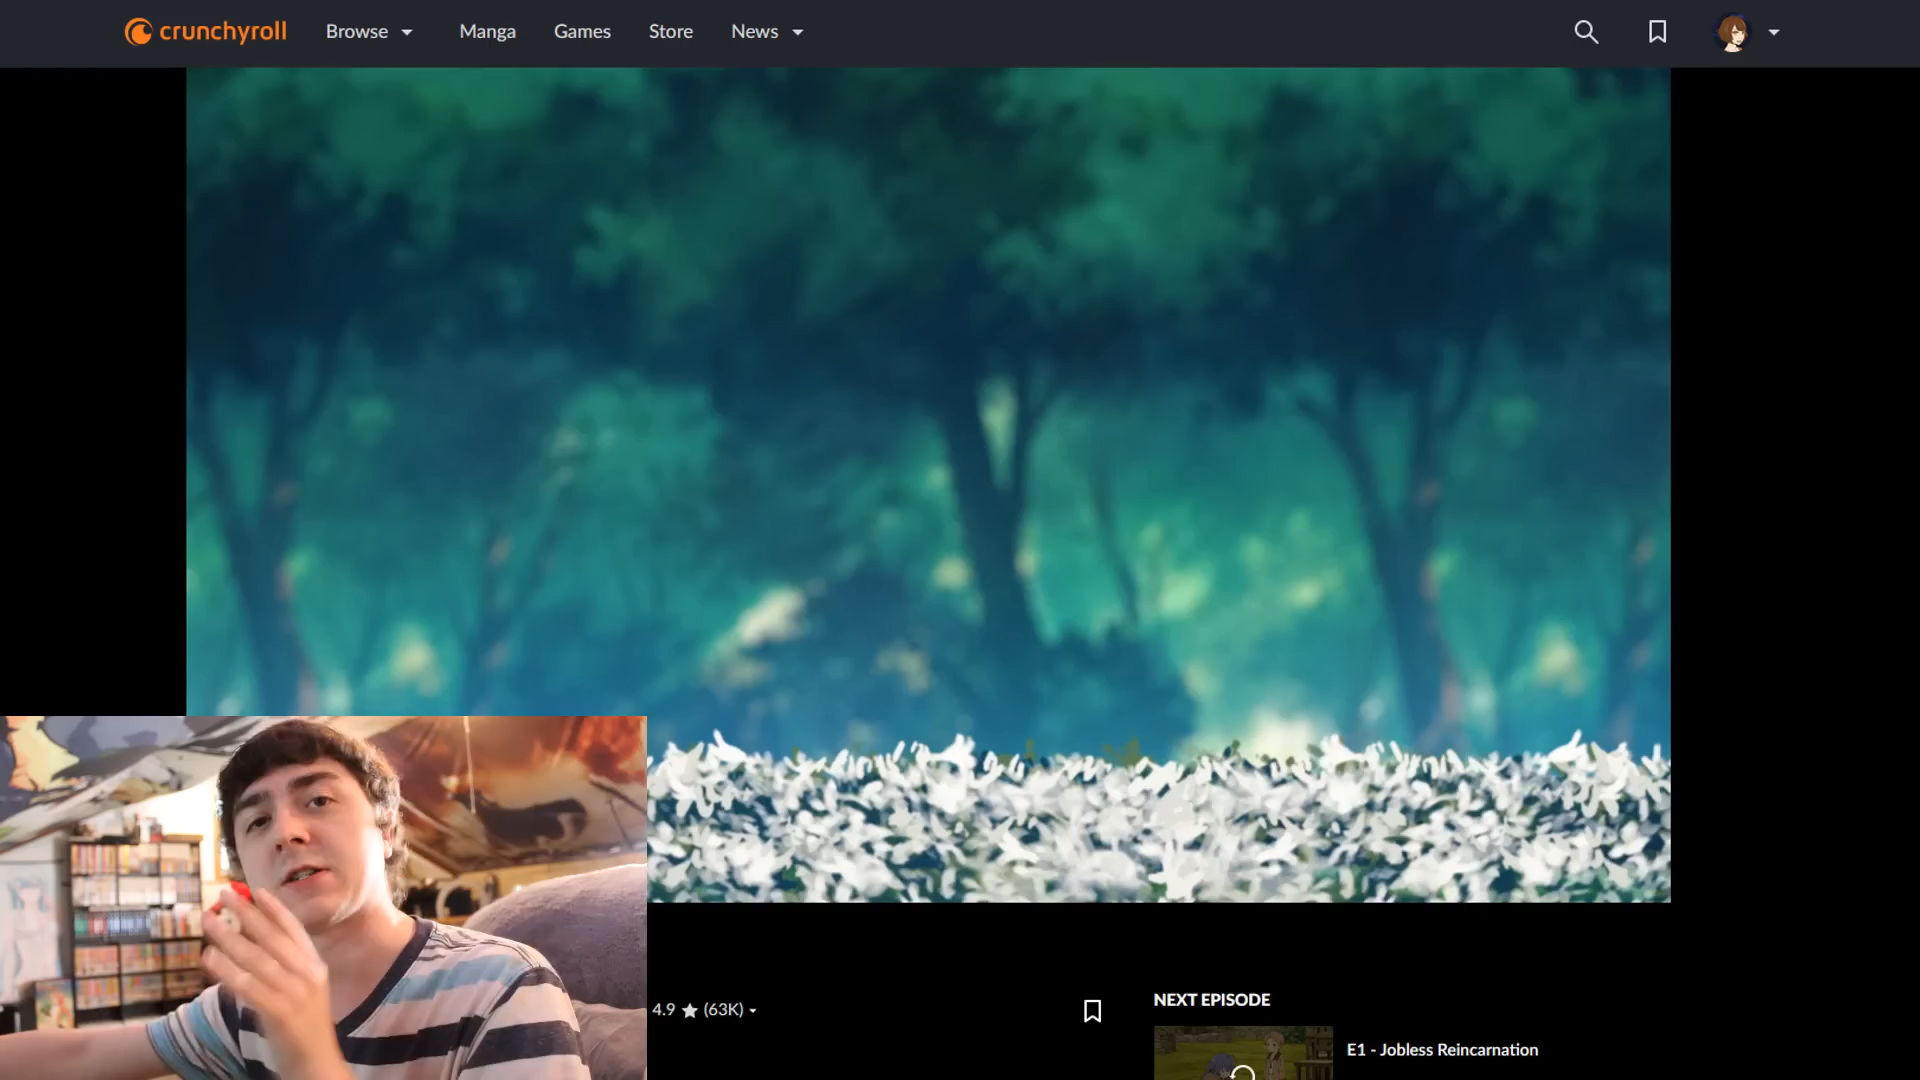 crunchyroll Browse Manga Games Store News
4.9 ★ (63K)
NEXT EPISODE
E1 - Jobless Reincarnation